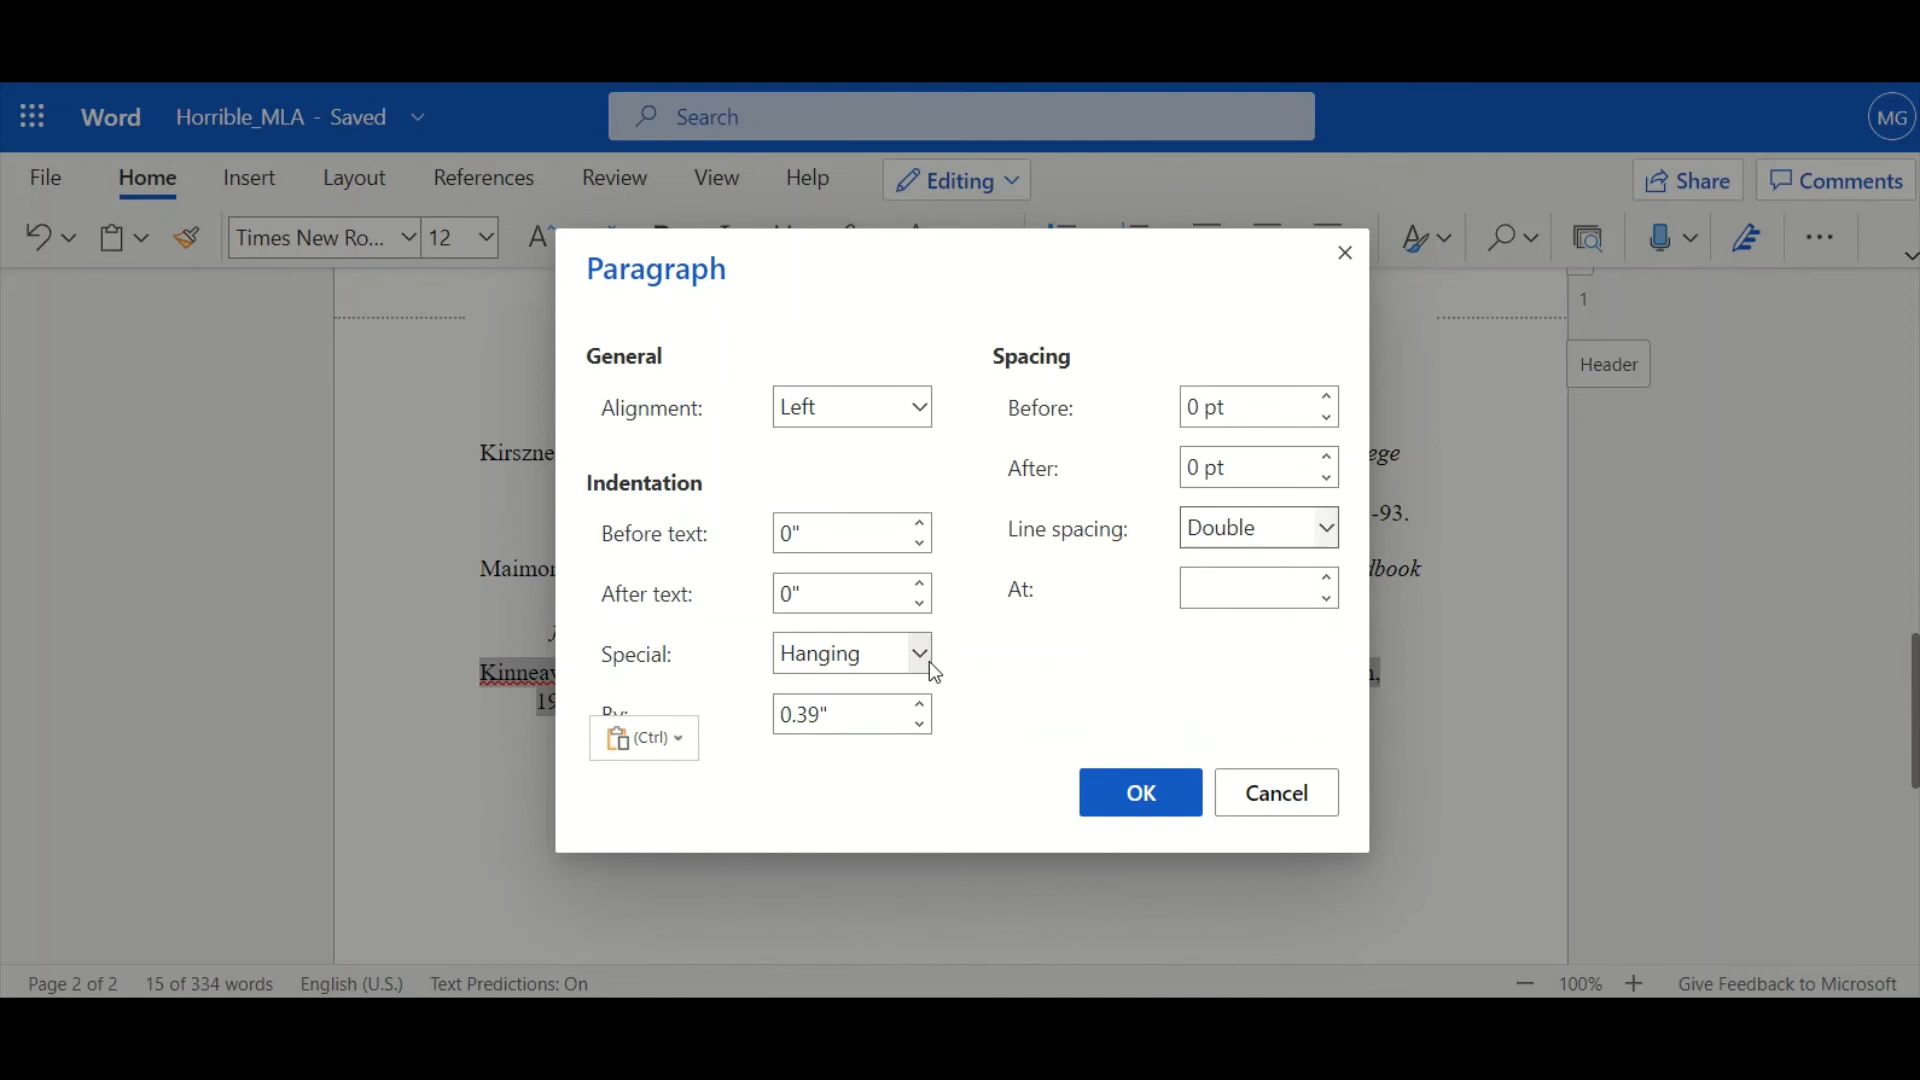 Word Horrible_MLA - Saved Search MG
File Home Insert Layout References Review View Help Editing Share Comments
Times New Ro... 12
Paragraph
1
Header
General Spacing
Alignment: Left Before: 0 pt
Indentation After: 0 pt
Before text: 0" Line spacing: Double
After text: 0" At:
Special: Hanging
By: 0.39"
(Ctrl)
OK Cancel
-93.
Page 2 of 2 15 of 334 words English (U.S.) Text Predictions: On 100% Give Feedback to Microsoft